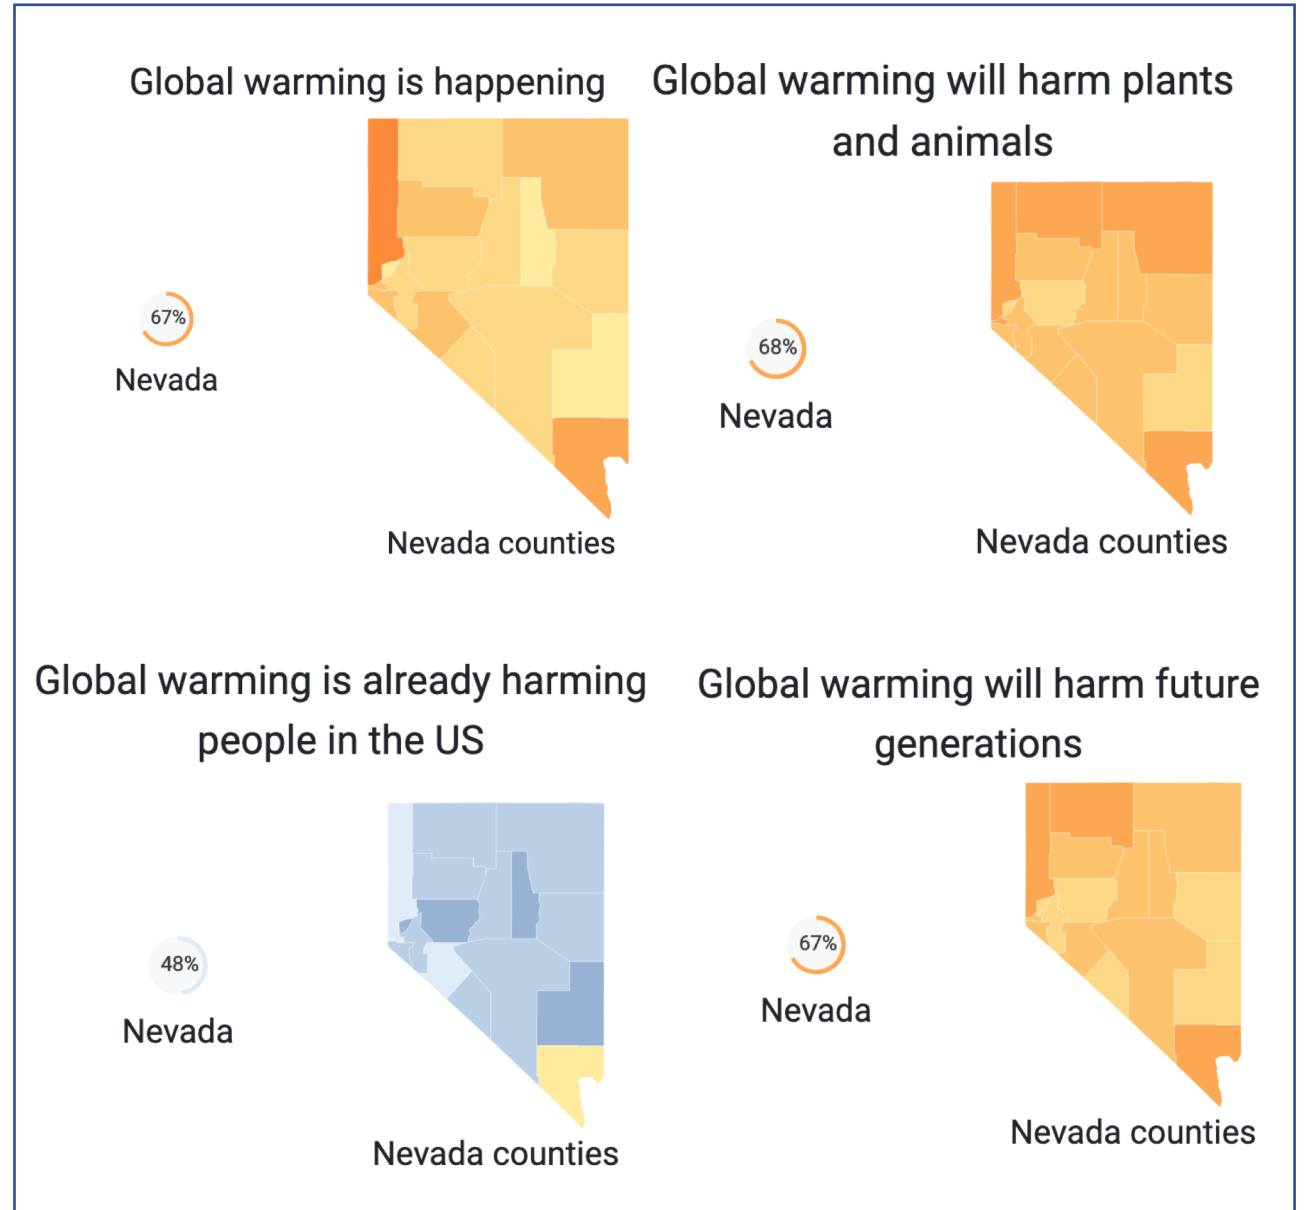 Global warming is happening
67%
Nevada
Nevada counties
Global warming will harm plants
and animals
68%
Nevada
Nevada counties
Global warming is already harming
people in the US
48%
Nevada
Nevada counties
Global warming will harm future
generations
67%
Nevada
Nevada counties